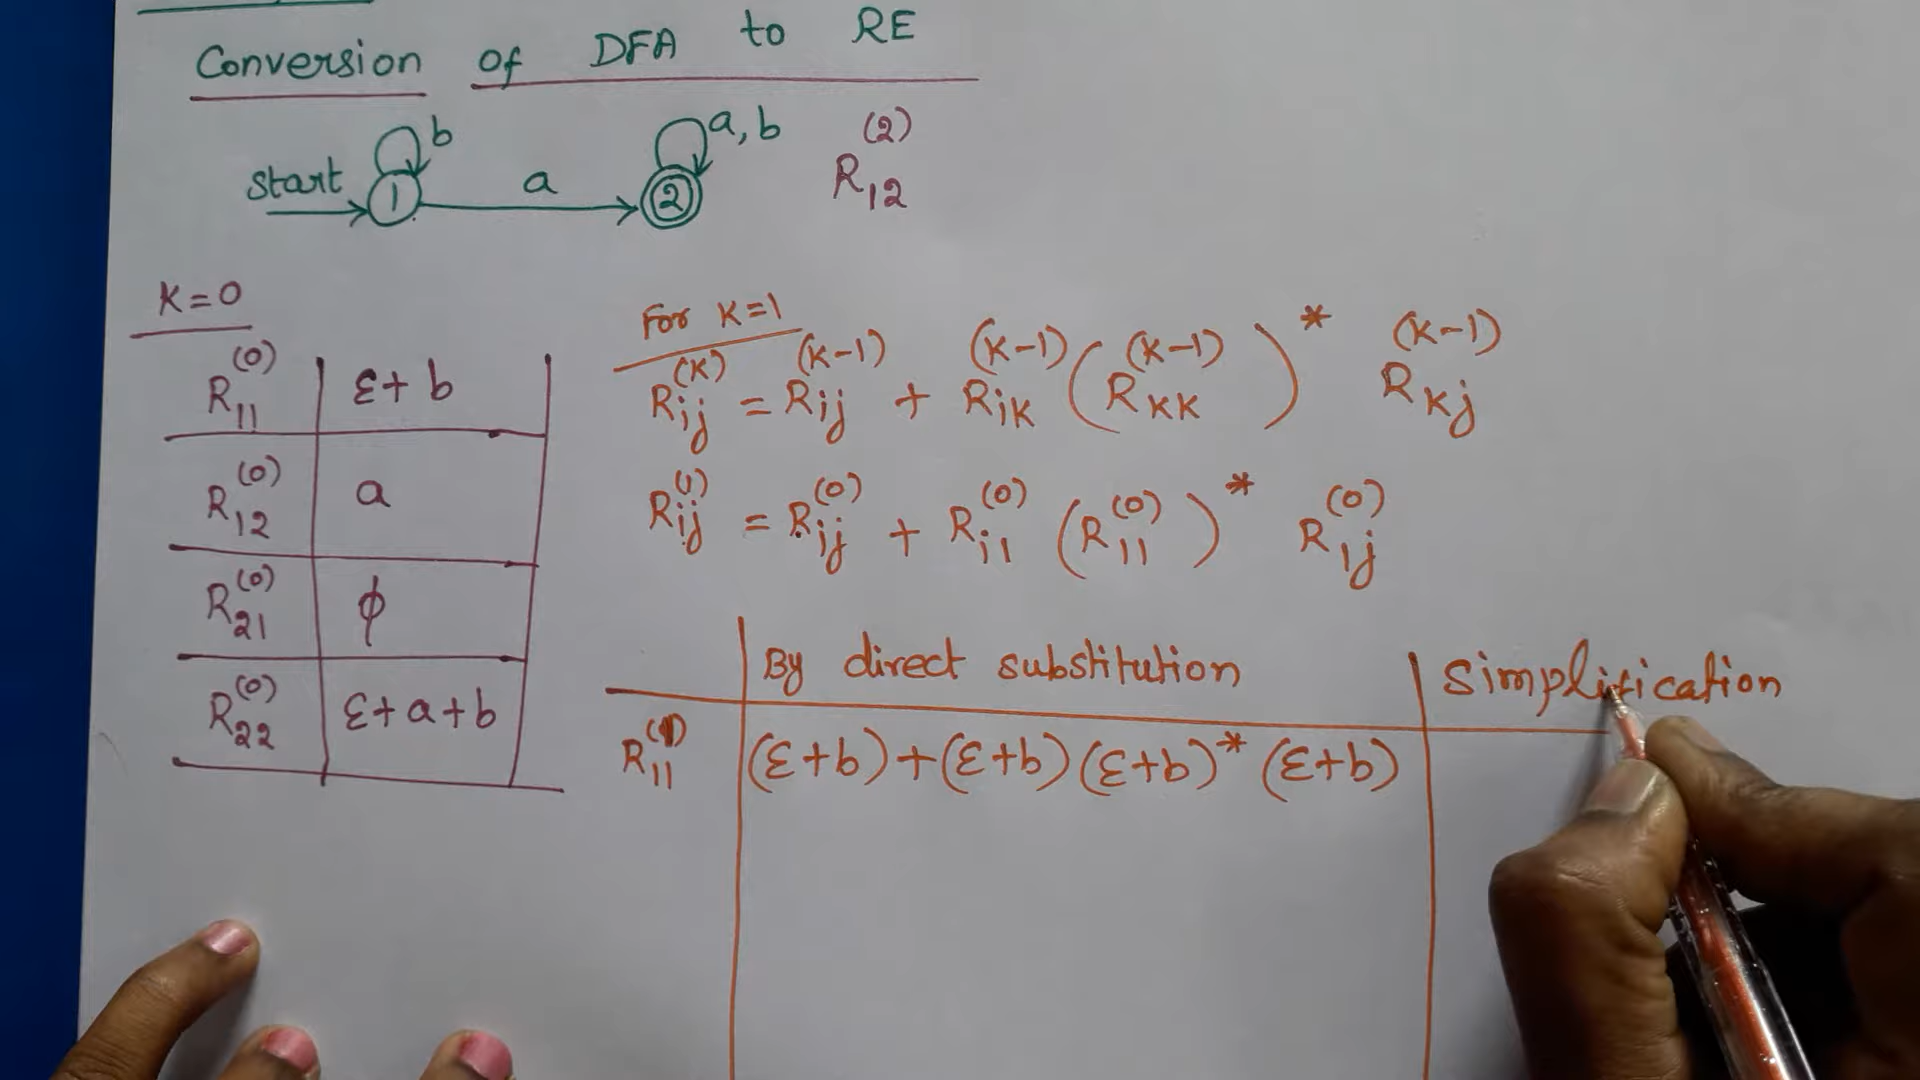 Conversion of DFA to RE
start 1 b a 2 a, b R₁₂⁽²⁾
K=0
R₁₁⁽⁰⁾ ε+ b
R₁₂⁽⁰⁾ a
R₂₁⁽⁰⁾ ϕ
R₂₂⁽⁰⁾ ε+a+b
For K=1
Rij^(K) = Rij^(K-1) + RiK^(K-1) (RKK^(K-1))* RKj^(K-1)
Rij^(1) = Rij^(0) + Ri1^(0) (R11^(0))* R1j^(0)
By direct substitution Simplification
R₁₁⁽¹⁾ (ε+b)+(ε+b)(ε+b)* (ε+b)